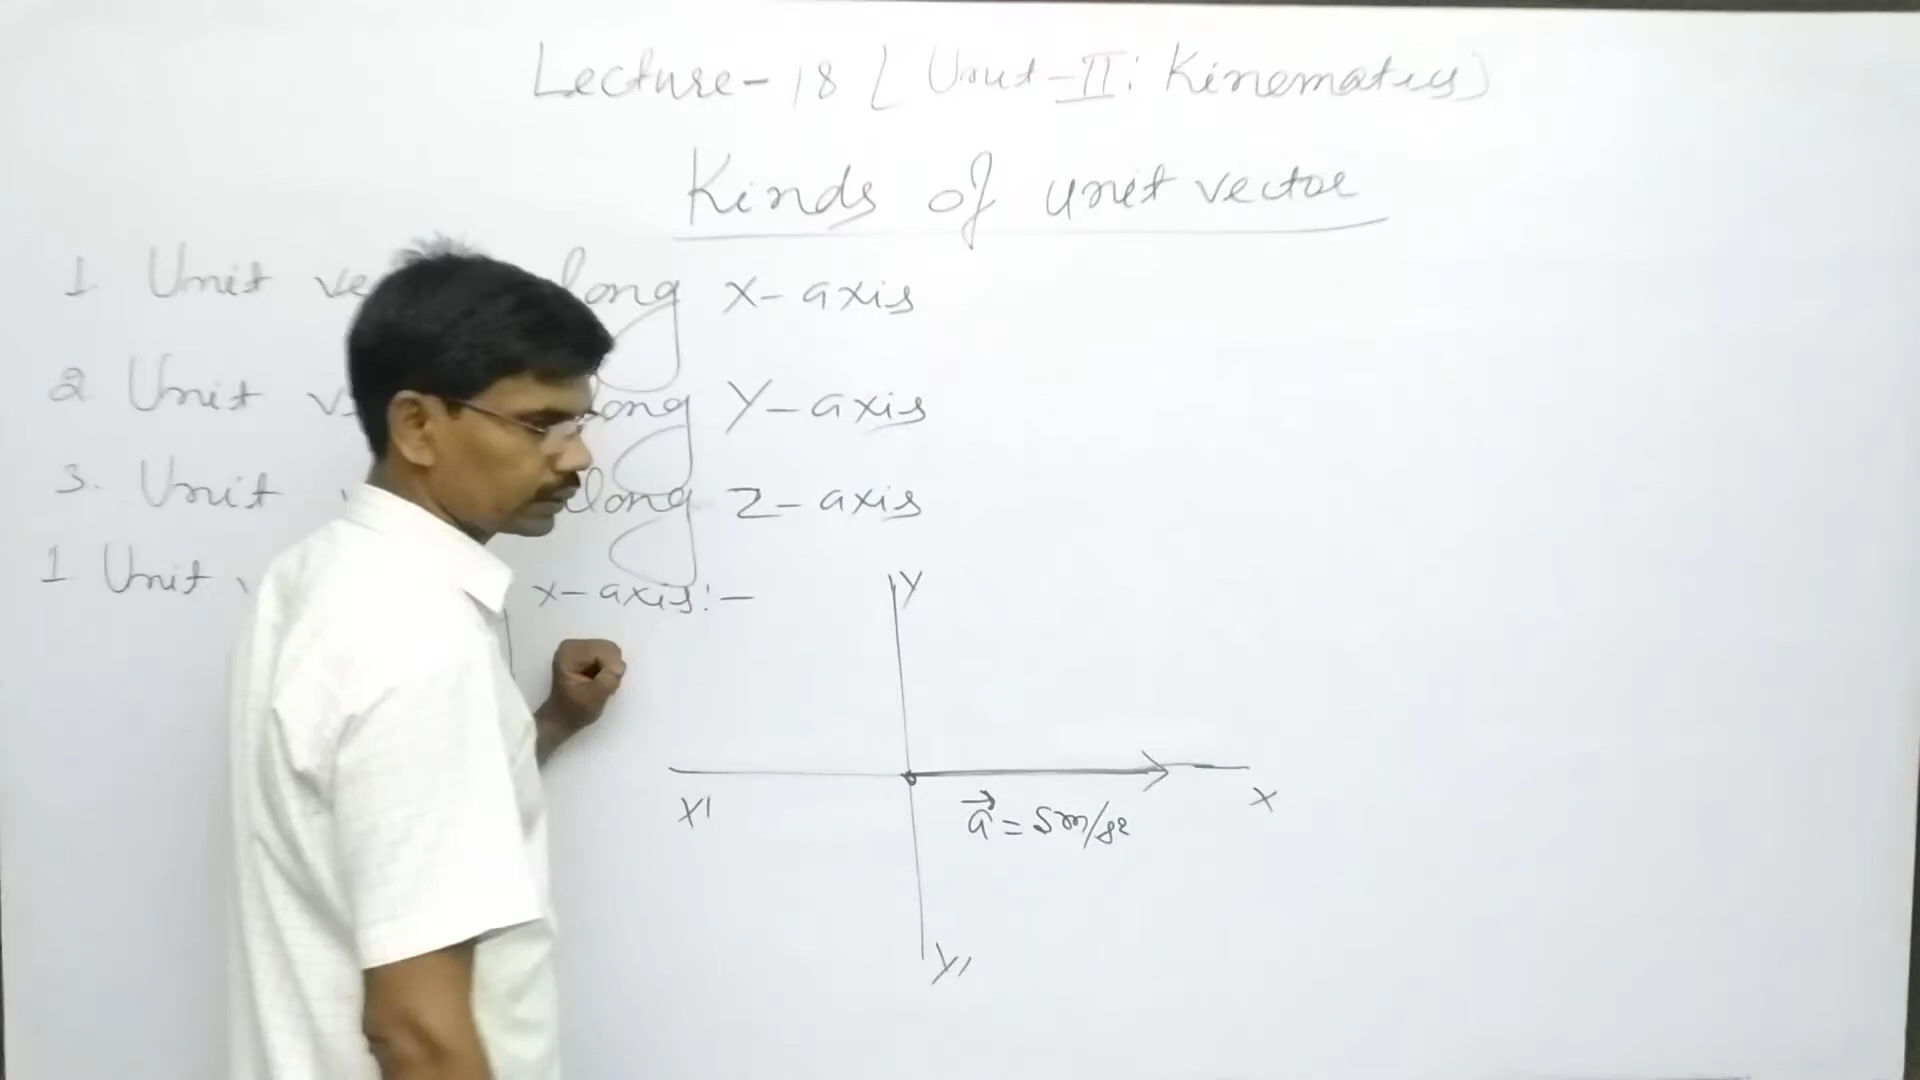 Lecture-18 [Unit-II: Kinematics]
Kinds of unit vector
1 Unit ve long X-axis
2 Unit v ong Y-axis
3. Unit along Z-axis
1 Unit v X-axis:-
Y
X' X
a⃗ = 5m/s²
Y'